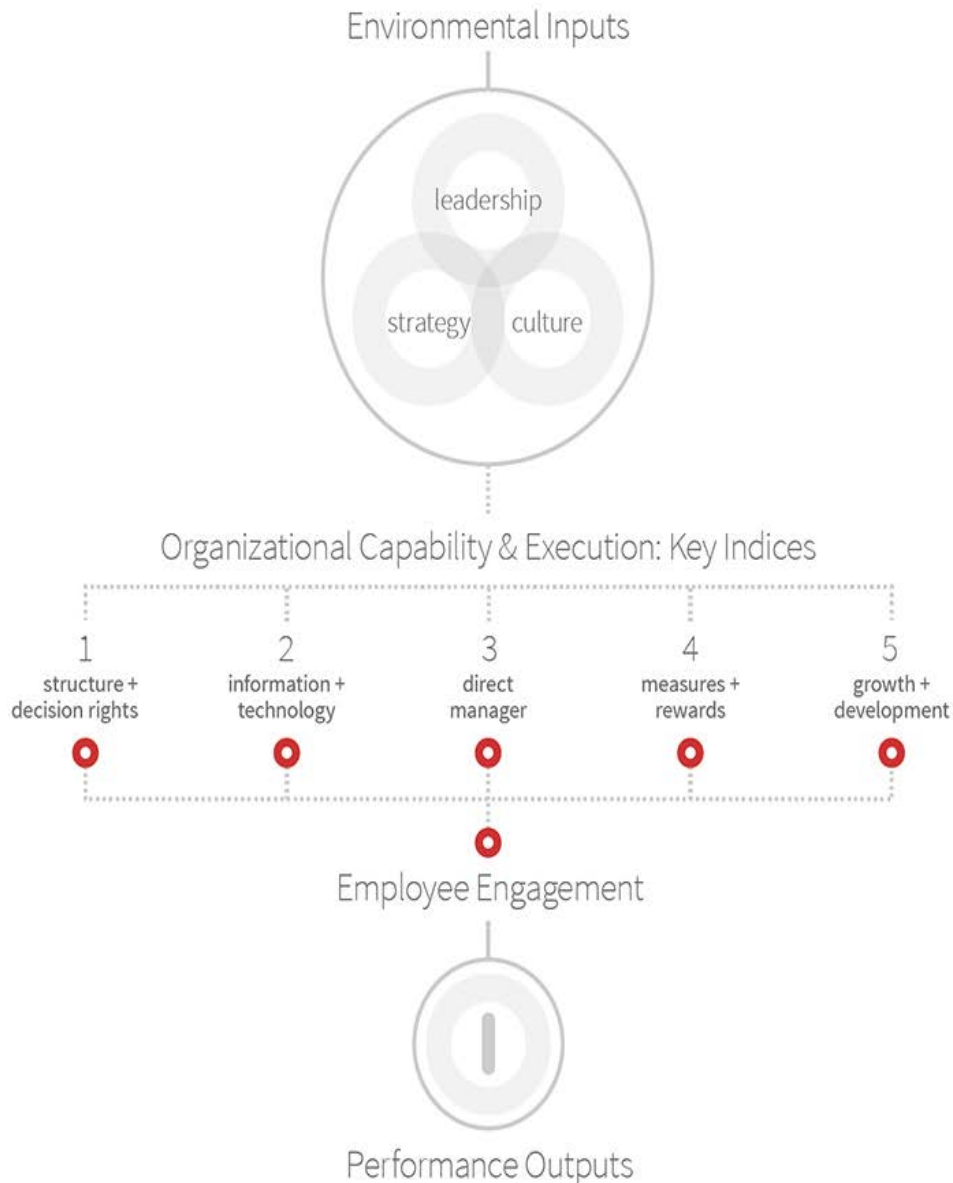 Environmental Inputs
leadership
strategy
culture
Organizational Capability & Execution: Key Indices
1
structure +
decision rights
2
information +
technology
3
direct
manager
4
measures +
rewards
5
growth +
development
Employee Engagement
Performance Outputs